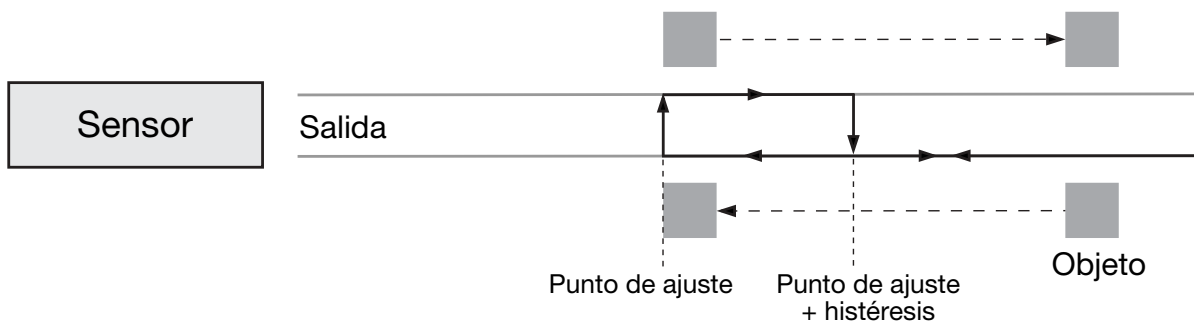 Sensor
Salida
Objeto
Punto de ajuste
Punto de ajuste
+ histéresis